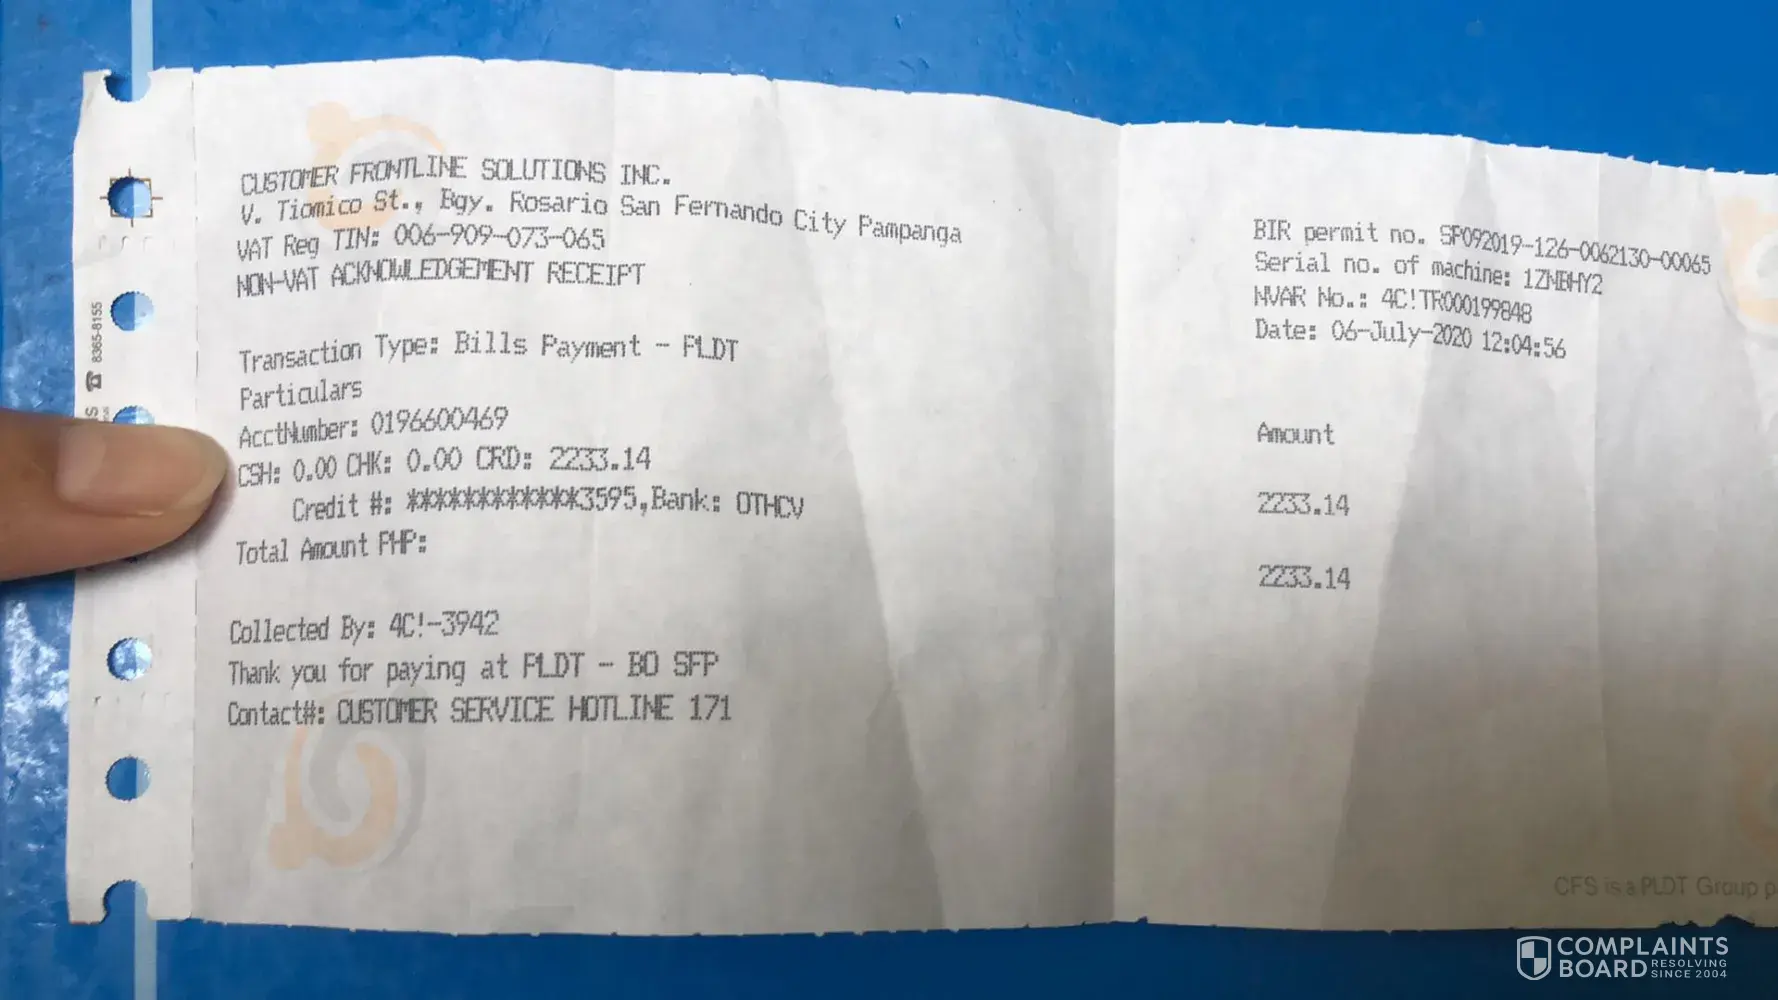 CUSTOMER FRONTLINE SOLUTIONS INC.
V. Tiomico St., Bgy. Rosario San Fernando City Pampanga
VAT Reg TIN: 006-909-073-065
NON-VAT ACKNOWLEDGEMENT RECEIPT
BIR permit no. SP092019-126-0062130-00065
Serial no. of machine: 1ZNBHY2
NVAR No.: 4C!TR000199848
Date: 06-July-2020 12:04:56
Transaction Type: Bills Payment - PLDT
Particulars
Amount
AcctNumber: 0196600469
CSH: 0.00 CHK: 0.00 CRD: 2233.14
2233.14
Credit #: ************3595,Bank: OTHCV
Total Amount PHP:
2233.14
Collected By: 4C!-3942
Thank you for paying at PLDT - BO SFP
Contact#: CUSTOMER SERVICE HOTLINE 171
☎ 8365-8155
CFS is a PLDT Group
COMPLAINTS
BOARD RESOLVING SINCE 2004